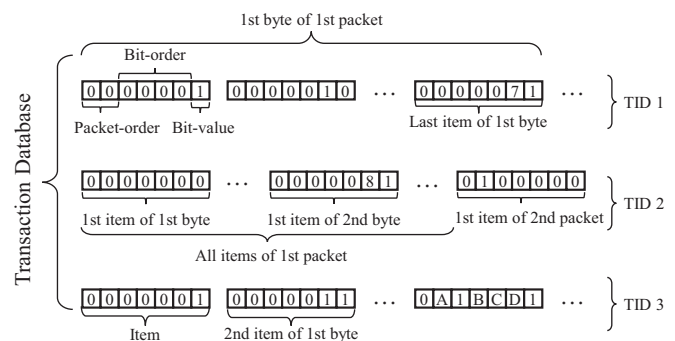 1st byte of 1st packet
Bit-order
0 0 0 0 0 0 1 0 0 0 0 0 1 0 ... 0 0 0 0 0 7 1 ...
TID 1
Packet-order Bit-value Last item of 1st byte
Transaction Database
0 0 0 0 0 0 0 ... 0 0 0 0 0 8 1 ... 0 1 0 0 0 0 0
TID 2
1st item of 1st byte 1st item of 2nd byte 1st item of 2nd packet
All items of 1st packet
0 0 0 0 0 0 1 0 0 0 0 0 1 1 ... 0 A 1 B C D 1 ...
TID 3
Item 2nd item of 1st byte